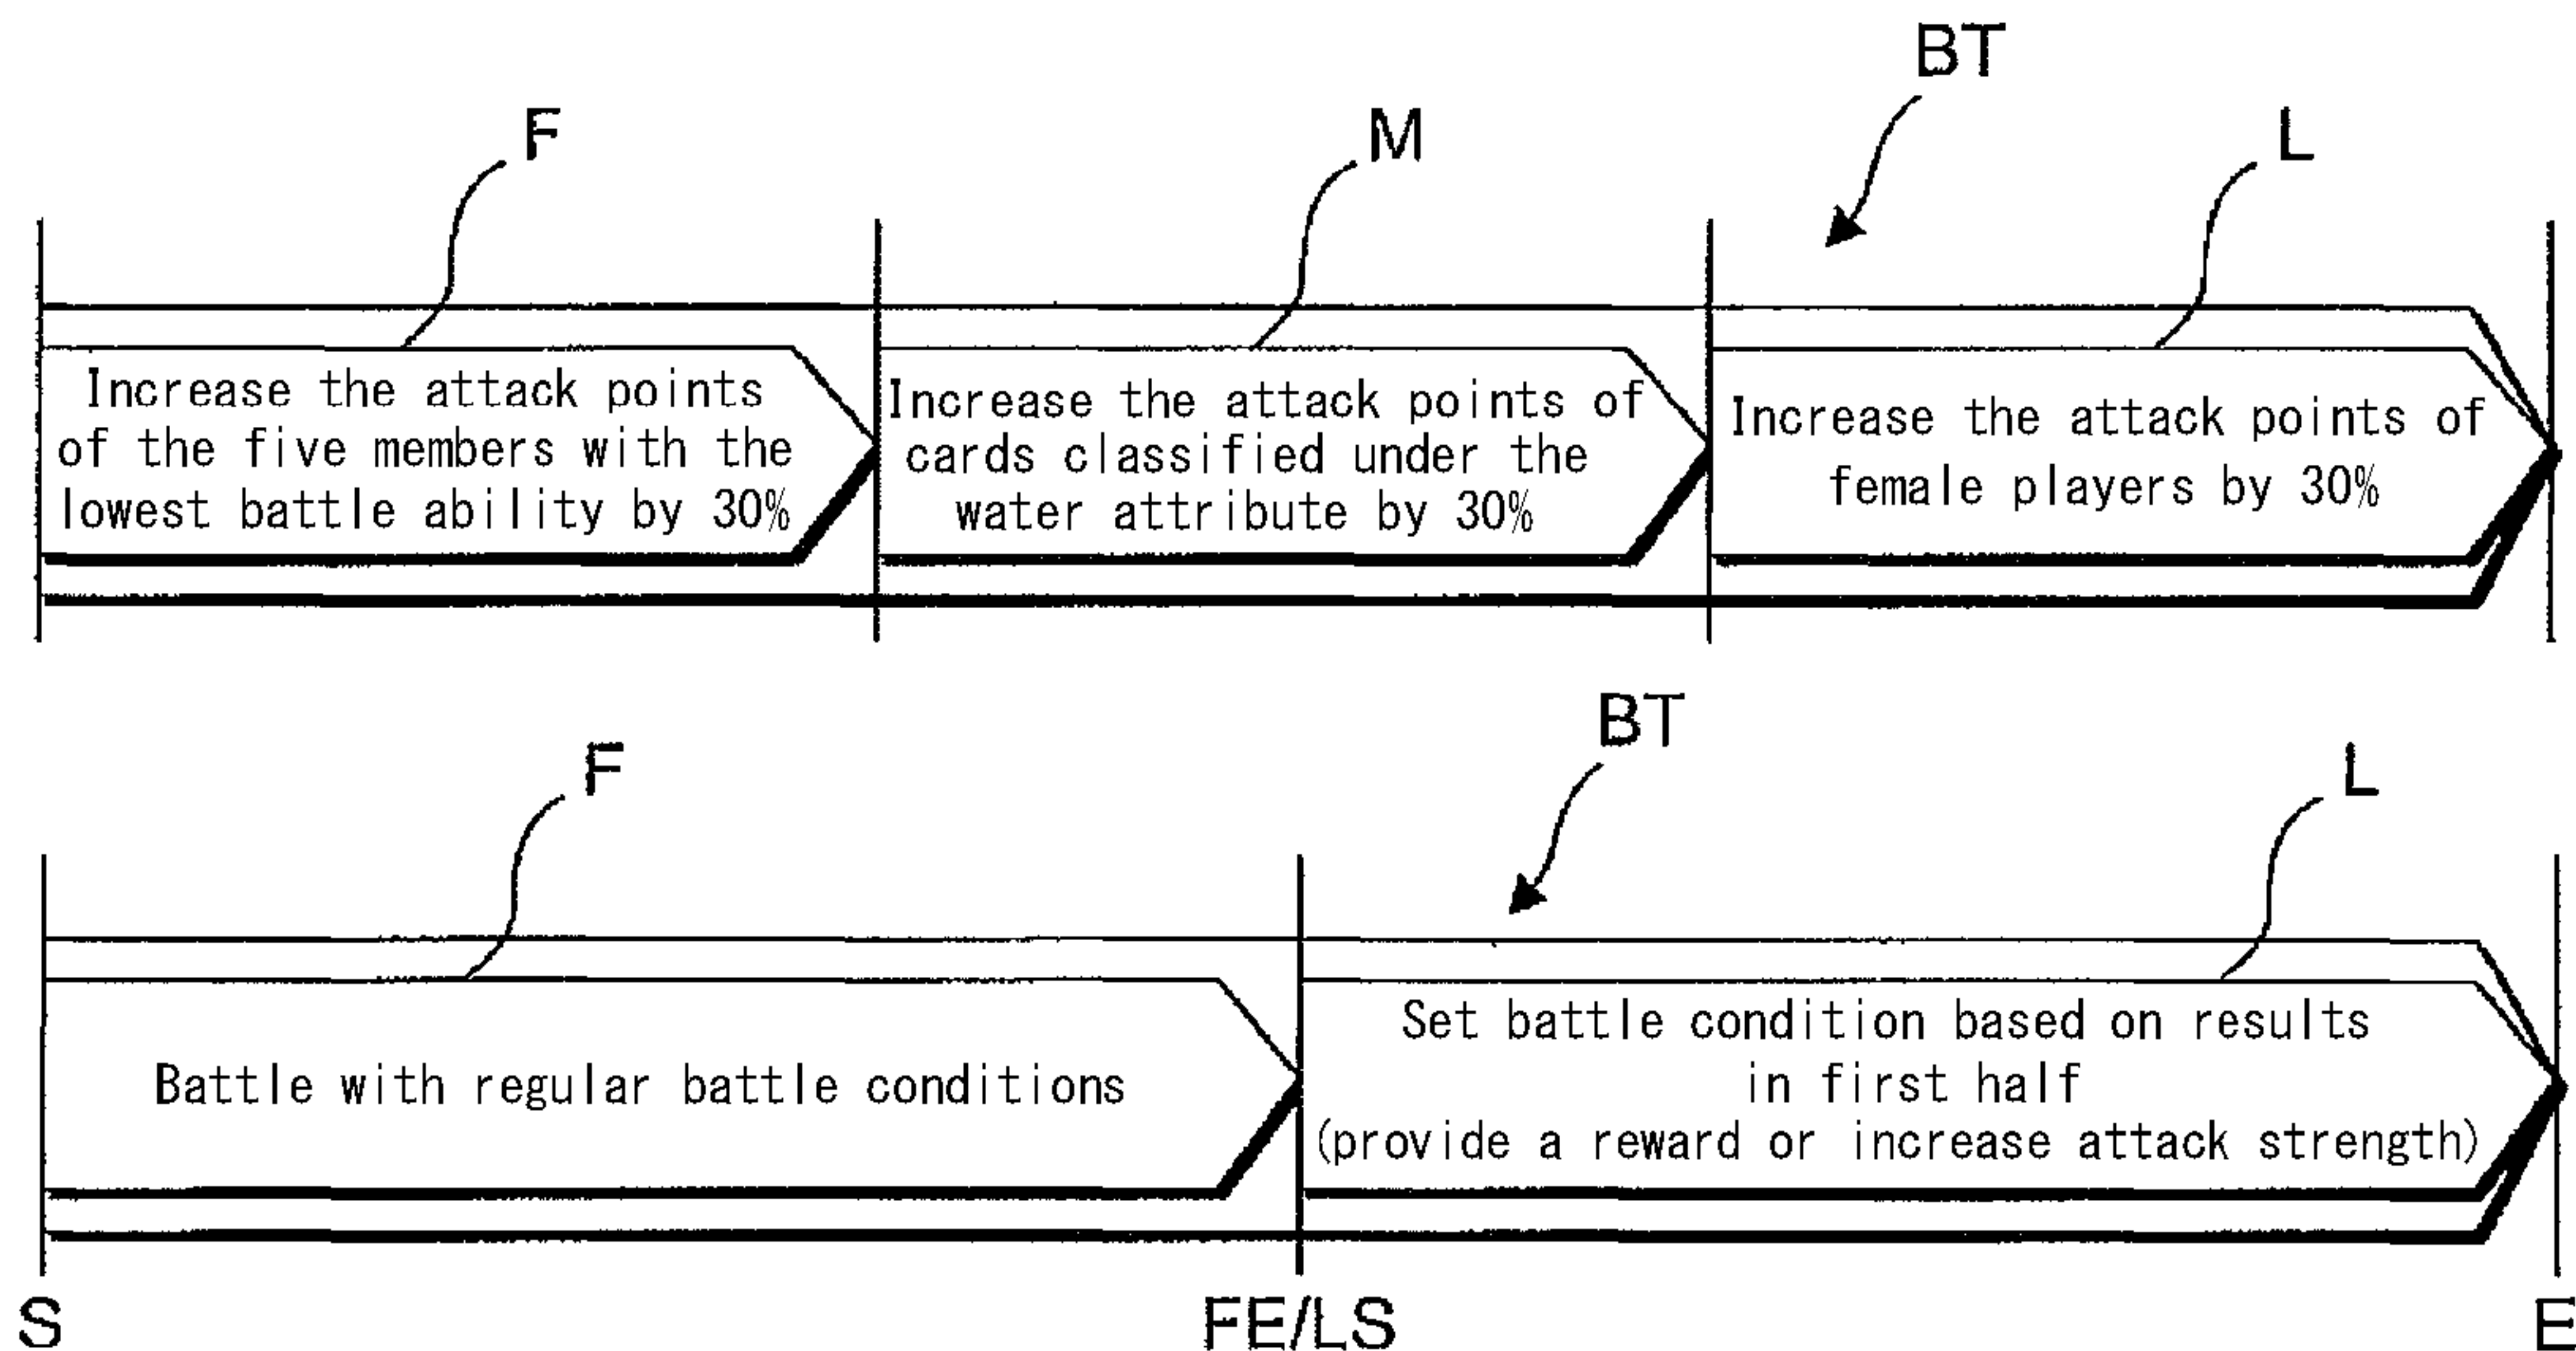 BT
F
M
L
Increase the attack points
of the five members with the
lowest battle ability by 30%
Increase the attack points of
cards classified under the
water attribute by 30%
Increase the attack points of
female players by 30%
BT
F
L
Battle with regular battle conditions
Set battle condition based on results
in first half
(provide a reward or increase attack strength)
S
FE/LS
E